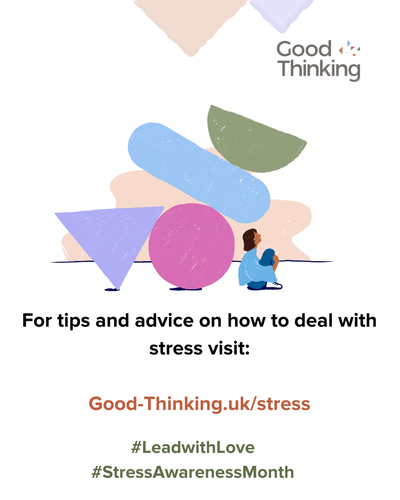 Good
Thinking
For tips and advice on how to deal with
stress visit:
Good-Thinking.uk/stress
#LeadwithLove
#StressAwarenessMonth